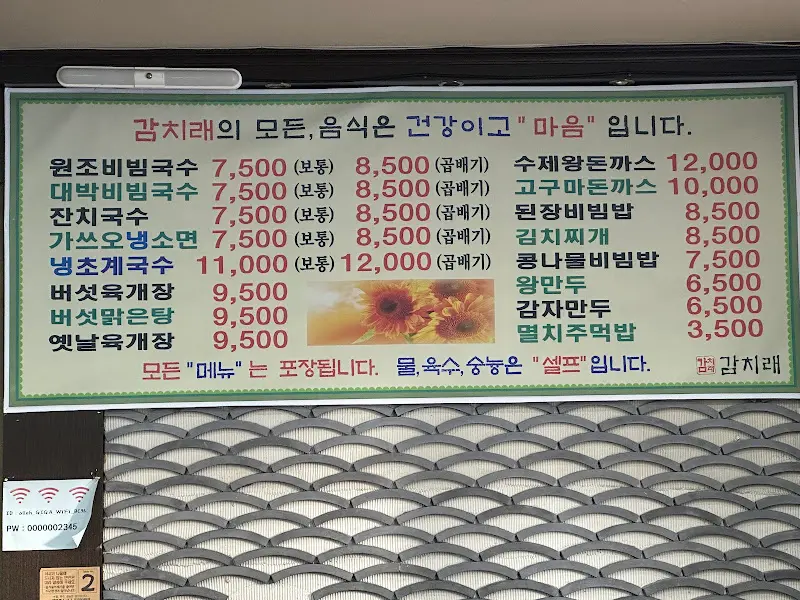 감치래의 모든, 음식은 건강이고 "마음" 입니다.
원조비빔국수 7,500 (보통) 8,500 (곱배기)
대박비빔국수 7,500 (보통) 8,500 (곱배기)
잔치국수 7,500 (보통) 8,500 (곱배기)
가쓰오냉소면 7,500 (보통) 8,500 (곱배기)
냉초계국수 11,000 (보통) 12,000 (곱배기)
버섯육개장 9,500
버섯맑은탕 9,500
옛날육개장 9,500
수제왕돈까스 12,000
고구마돈까스 10,000
된장비빔밥 8,500
김치찌개 8,500
콩나물비빔밥 7,500
왕만두 6,500
감자만두 6,500
멸치주먹밥 3,500
모든 "메뉴" 는 포장됩니다. 물,육수,숭늉은 "셀프"입니다.
감치래 감치래
PW : 0000002345
2